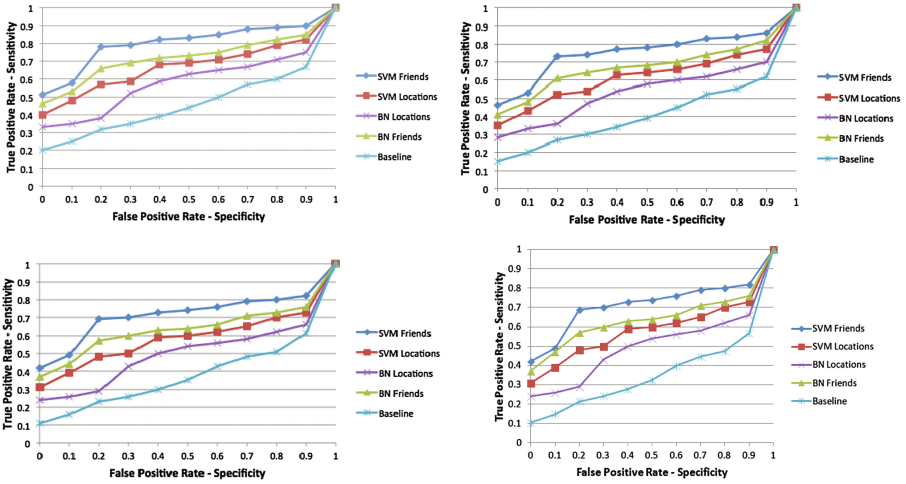 True Positive Rate - Sensitivity
1
0.9
0.8
0.7
0.6
0.5
0.4
0.3
0.2
0.1
0
0 0.1 0.2 0.3 0.4 0.5 0.6 0.7 0.8 0.9 1
False Positive Rate - Specificity
SVM Friends
SVM Locations
BN Locations
BN Friends
Baseline
True Positive Rate - Sensitivity
1
0.9
0.8
0.7
0.6
0.5
0.4
0.3
0.2
0.1
0
0 0.1 0.2 0.3 0.4 0.5 0.6 0.7 0.8 0.9 1
False Positive Rate - Specificity
SVM Friends
SVM Locations
BN Locations
BN Friends
Baseline
True Positive Rate - Sensitivity
1
0.9
0.8
0.7
0.6
0.5
0.4
0.3
0.2
0.1
0
0 0.1 0.2 0.3 0.4 0.5 0.6 0.7 0.8 0.9 1
False Positive Rate - Specificity
SVM Friends
SVM Locations
BN Locations
BN Friends
Baseline
True Positive Rate - Sensitivity
1
0.9
0.8
0.7
0.6
0.5
0.4
0.3
0.2
0.1
0
0 0.1 0.2 0.3 0.4 0.5 0.6 0.7 0.8 0.9 1
False Positive Rate - Specificity
SVM Friends
SVM Locations
BN Locations
BN Friends
Baseline